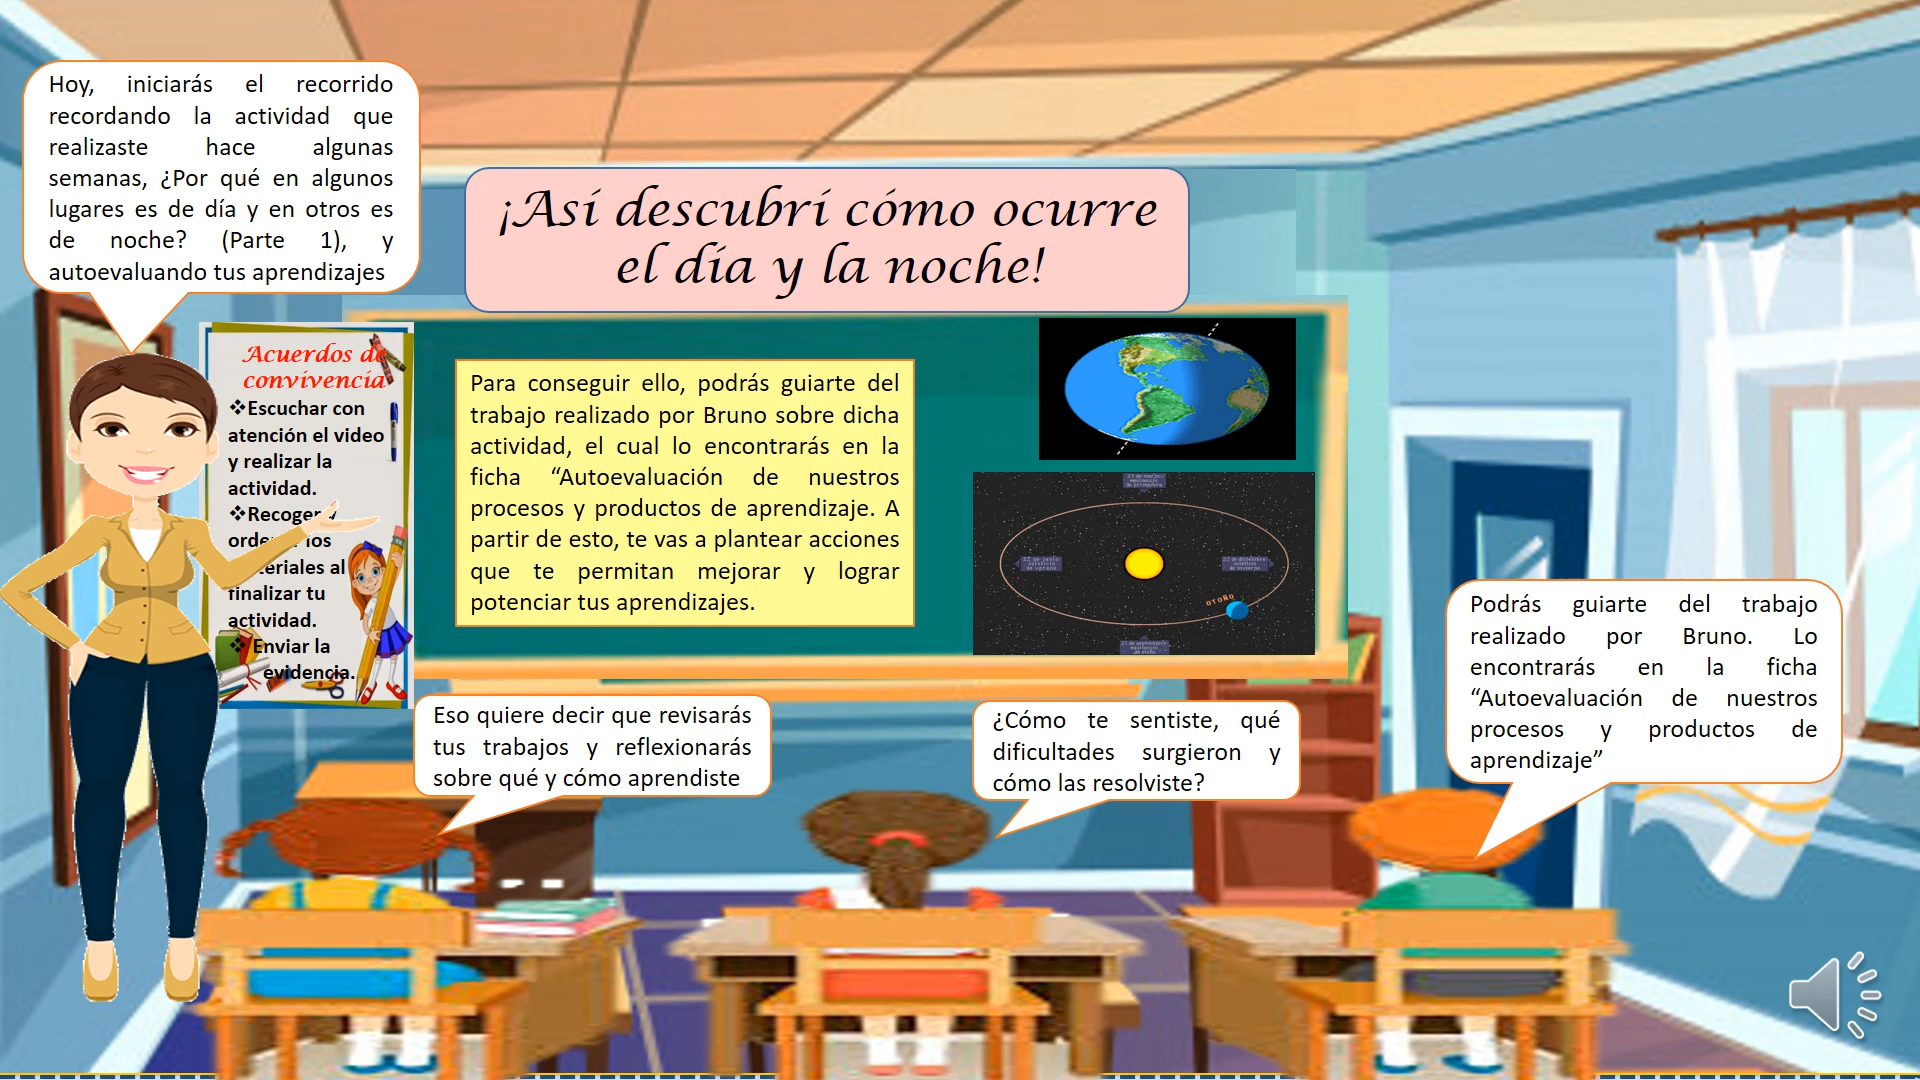 Hoy, iniciarás el recorrido
recordando la actividad que
realizaste hace algunas
semanas, ¿Por qué en algunos
lugares es de día y en otros es
de noche? (Parte 1), y
autoevaluando tus aprendizajes
¡Así descubrí cómo ocurre
el día y la noche!
Acuerdos de
convivencia
❖Escuchar con
atención el video
y realizar la
actividad.
❖Recoger y
los
al
finalizar tu
actividad.
❖ Enviar la
evidencia.
Para conseguir ello, podrás guiarte del
trabajo realizado por Bruno sobre dicha
actividad, el cual lo encontrarás en la
ficha “Autoevaluación de nuestros
procesos y productos de aprendizaje. A
partir de esto, te vas a plantear acciones
que te permitan mejorar y lograr
potenciar tus aprendizajes.
OTOÑO
Eso quiere decir que revisarás
tus trabajos y reflexionarás
sobre qué y cómo aprendiste
¿Cómo te sentiste, qué
dificultades surgieron y
cómo las resolviste?
Podrás guiarte del trabajo
realizado por Bruno. Lo
encontrarás en la ficha
“Autoevaluación de nuestros
procesos y productos de
aprendizaje”